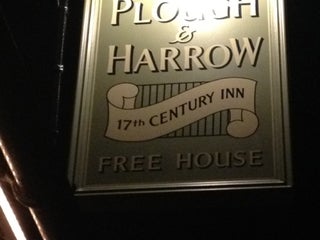 PLOUGH
&
HARROW
17th CENTURY INN
FREE HOUSE